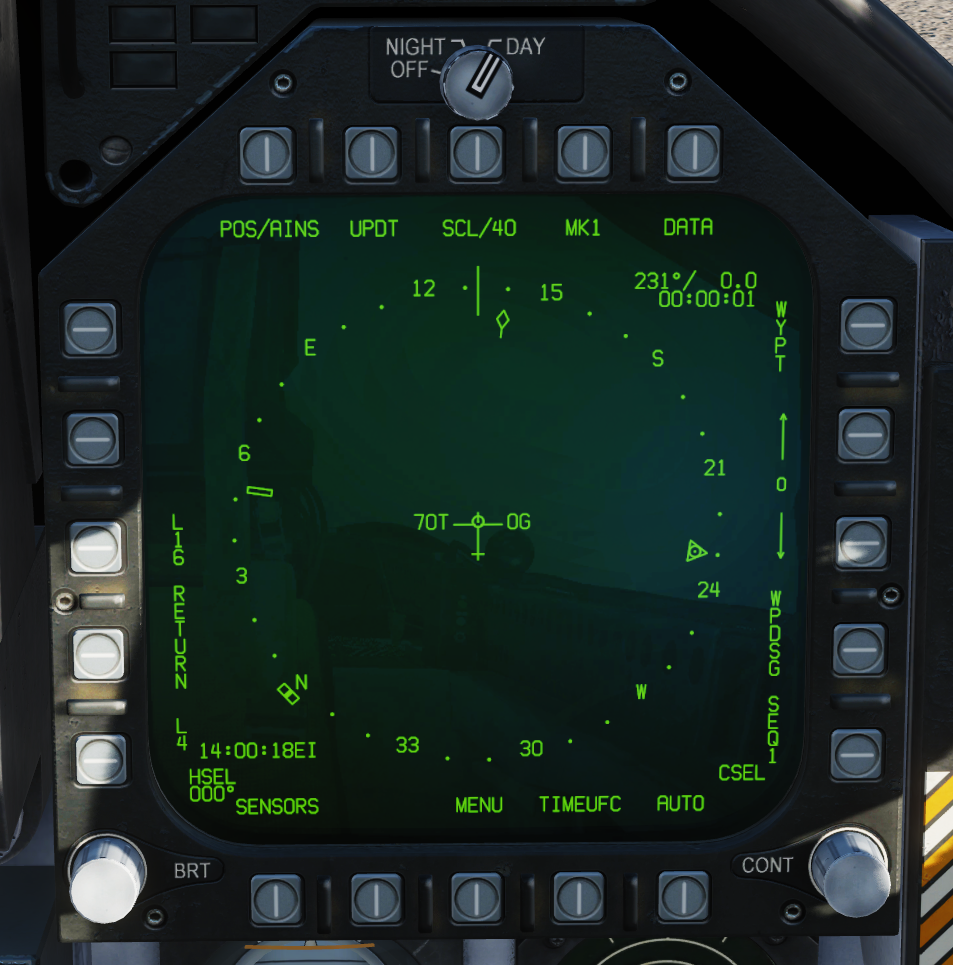 NIGHT DAY
OFF
POS/AINS UPDT SCL/40 MK1 DATA
231°/ 0.0
00:00:01
12 15
WYPT
E S
6 21
0
70T 0G
L16
3 24
RETURN
WPDSG
N W
L4
SEQ1
33 30
14:00:18EI
HSEL
000°
CSEL
SENSORS MENU TIMEUFC AUTO
BRT CONT